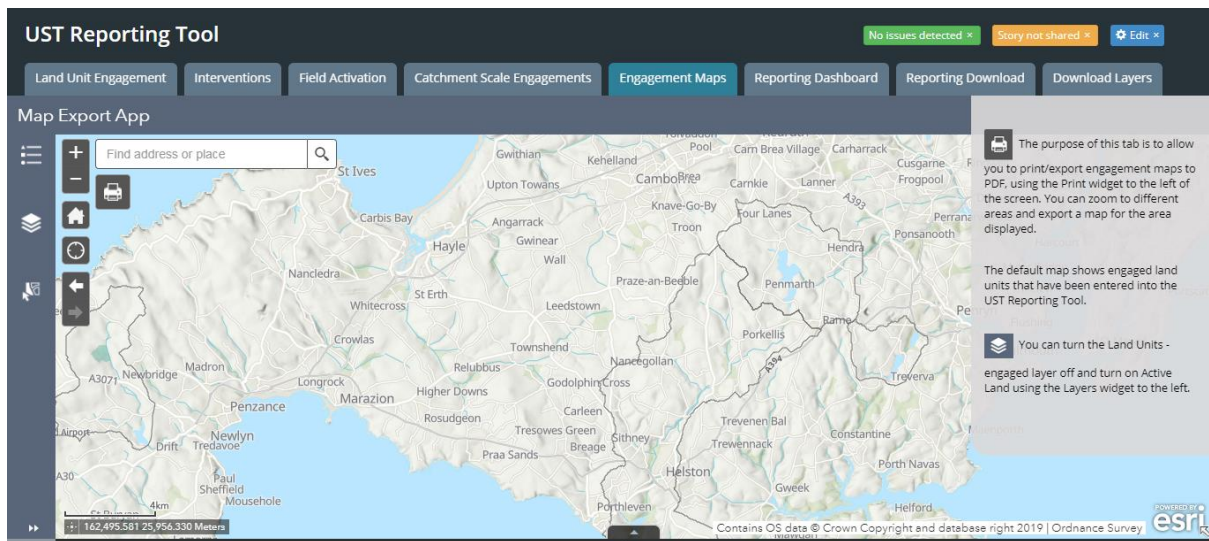 UST Reporting Tool
No issues detected ×
Story not shared ×
Edit ×
Land Unit Engagement
Interventions
Field Activation
Catchment Scale Engagements
Engagement Maps
Reporting Dashboard
Reporting Download
Download Layers
Map Export App
+
−
Find address or place
The purpose of this tab is to allow
you to print/export engagement maps to
PDF, using the Print widget to the left of
the screen. You can zoom to different
areas and export a map for the area
displayed.
The default map shows engaged land
units that have been entered into the
UST Reporting Tool.
You can turn the Land Units -
engaged layer off and turn on Active
Land using the Layers widget to the left.
St Ives
Gwithian
Kehelland
Pool
Carn Brea Village
Carharrack
Cusgarne
Frogpool
Upton Towans
Camborne
Carnkie
Lanner
A393
Carbis Bay
Angarrack
Knave-Go-By
Troon
Four Lanes
Ponsanooth
Hayle
Gwinear
Wall
Hendra
Nancledra
Praze-an-Beeble
Penmarth
Whitecross
St Erth
Leedstown
Rame
Crowlas
Townshend
Porkellis
Madron
Relubbus
Nancegollan
A394
A3071
Newbridge
Longrock
Godolphin Cross
Treverva
Penzance
Marazion
Higher Downs
Carleen
Trevenen Bal
Airport
Newlyn
Rosudgeon
Tresowes Green
Sithney
Constantine
Drift
Tredavoe
Breage
Trewennack
Praa Sands
A30
Paul
Helston
Porth Navas
Sheffield
Gweek
Mousehole
Porthleven
Helford
4km
162,495.581 25,956.330 Meters
Contains OS data © Crown Copyright and database right 2019 | Ordnance Survey
POWERED BY
esri